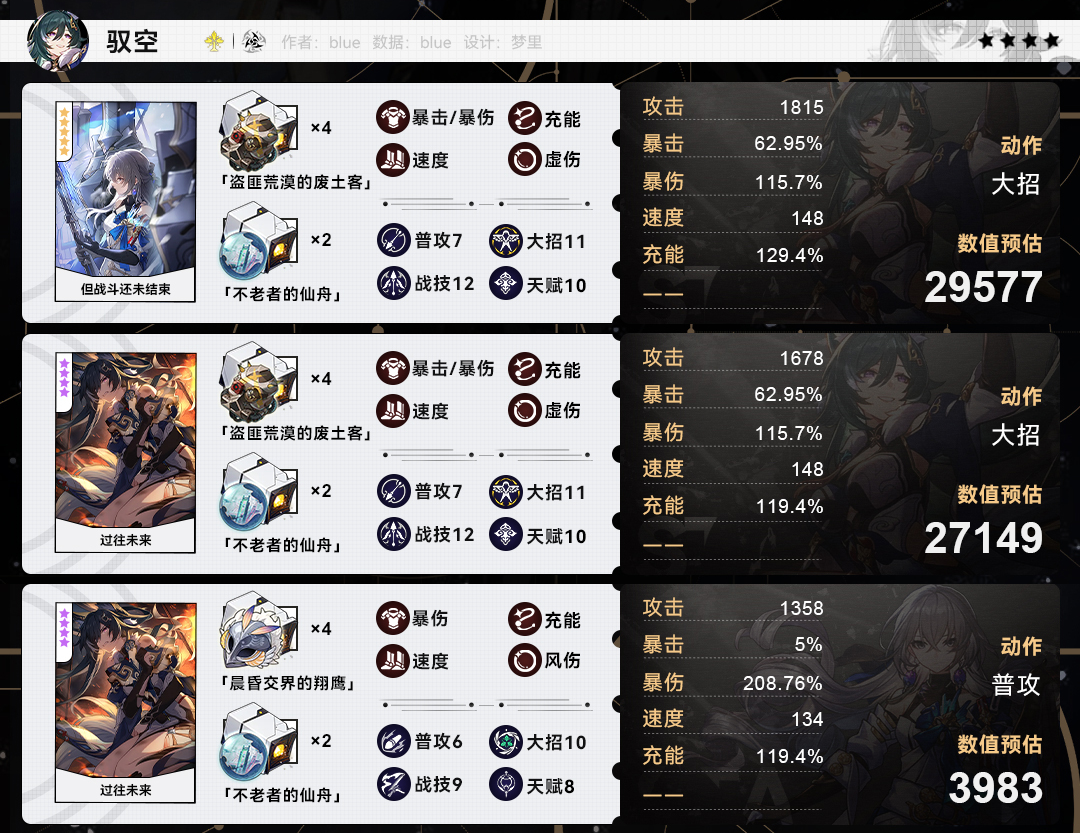 驭空
作者: blue 数据: blue 设计: 梦里
但战斗还未结束
×4
「盗匪荒漠的废土客」
×2
「不老者的仙舟」
暴击/暴伤
充能
速度
虚伤
普攻7
大招11
战技12
天赋10
攻击 1815
暴击 62.95%
暴伤 115.7%
速度 148
充能 129.4%
——
动作
大招
数值预估
29577
过往未来
×4
「盗匪荒漠的废土客」
×2
「不老者的仙舟」
暴击/暴伤
充能
速度
虚伤
普攻7
大招11
战技12
天赋10
攻击 1678
暴击 62.95%
暴伤 115.7%
速度 148
充能 119.4%
——
动作
大招
数值预估
27149
过往未来
×4
「晨昏交界的翔鹰」
×2
「不老者的仙舟」
暴伤
充能
速度
风伤
普攻6
大招10
战技9
天赋8
攻击 1358
暴击 5%
暴伤 208.76%
速度 134
充能 119.4%
——
动作
普攻
数值预估
3983